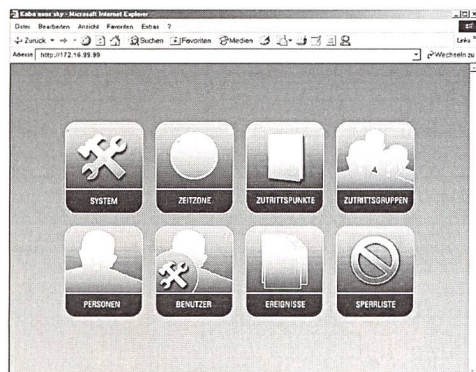 Kaba exos sky - Microsoft Internet Explorer
Datei Bearbeiten Ansicht Favoriten Extras ?
Zurück Suchen Favoriten Medien
Adresse http://172.16.99.99 Wechseln zu Links
SYSTEM ZEITZONE ZUTRITTSPUNKTE ZUTRITTSGRUPPEN
PERSONEN BENUTZER EREIGNISSE SPERRLISTE